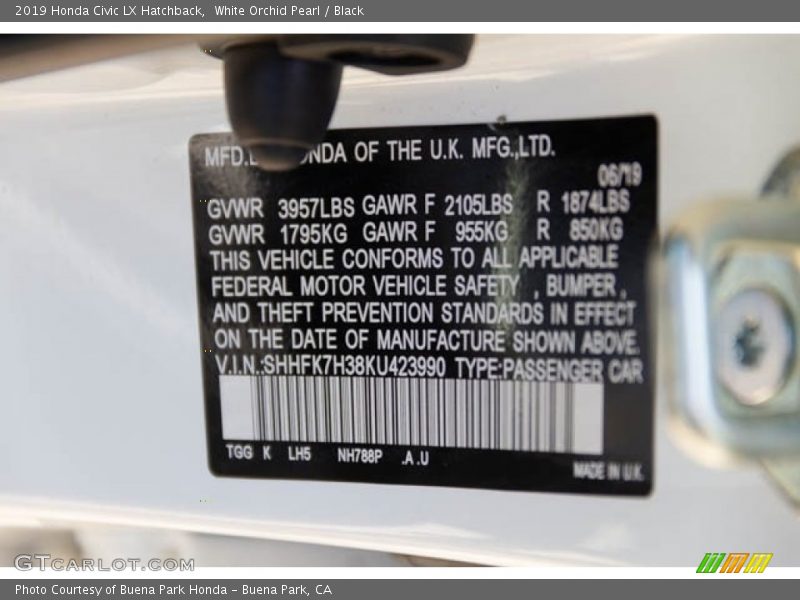 2019 Honda Civic LX Hatchback,  White Orchid Pearl / Black
MFD. OF THE U.K. MFG.,LTD.
06/19
GVWR 3957LBS GAWR F 2105LBS R 1874LBS
GVWR 1795KG GAWR F 955KG R 850KG
THIS VEHICLE CONFORMS TO ALL APPLICABLE
FEDERAL MOTOR VEHICLE SAFETY , BUMPER ,
AND THEFT PREVENTION STANDARDS IN EFFECT
ON THE DATE OF MANUFACTURE SHOWN ABOVE.
V.I.N.:SHHFK7H38KU423990 TYPE:PASSENGER CAR
TGG K LH5 NH788P .A .U
MADE IN U.K.
GTCARLOT.COM
Photo Courtesy of Buena Park Honda - Buena Park, CA